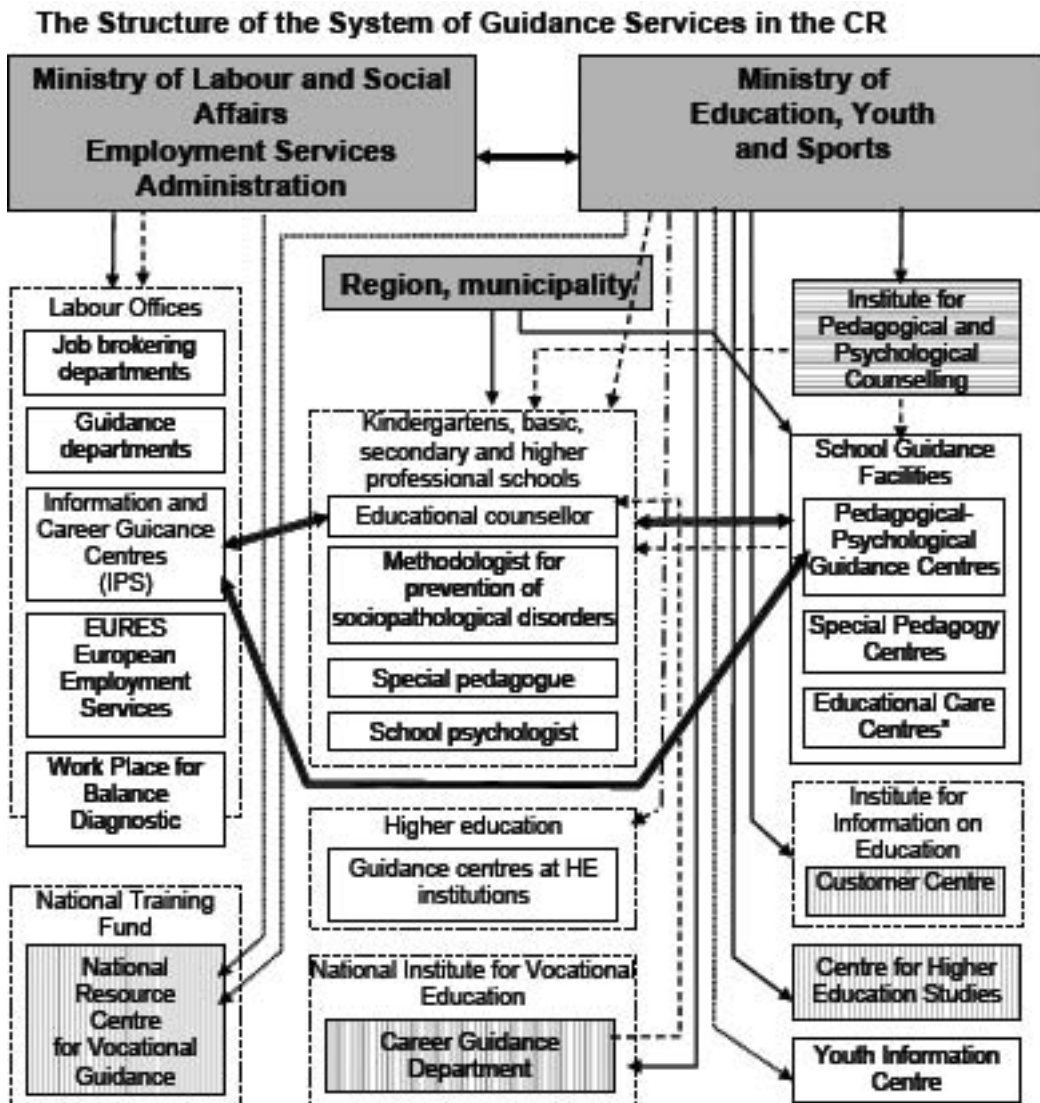 The Structure of the System of Guidance Services in the CR
Ministry of Labour and Social
Affairs
Employment Services
Administration
Ministry of
Education, Youth
and Sports
Region, municipality
Labour Offices
Job brokering
departments
Guidance
departments
Information and
Career Guicance
Centres
(IPS)
EURES
European
Employment
Services
Work Place for
Balance
Diagnostic
National Training
Fund
National
Resource
Centre
for Vocational
Guidance
Kindergartens, basic,
secondary and higher
professional schools
Educational counsellor
Methodologist for
prevention of
sociopathological disorders
Special pedagogue
School psychologist
Higher education
Guidance centres at HE
institutions
National Institute for Vocational
Education
Career Guidance
Department
Institute for
Pedagogical and
Psychological
Counselling
School Guidance
Facilities
Pedagogical-
Psychological
Guidance Centres
Special Pedagogy
Centres
Educational Care
Centres*
Institute for
Information on
Education
Customer Centre
Centre for Higher
Education Studies
Youth Information
Centre